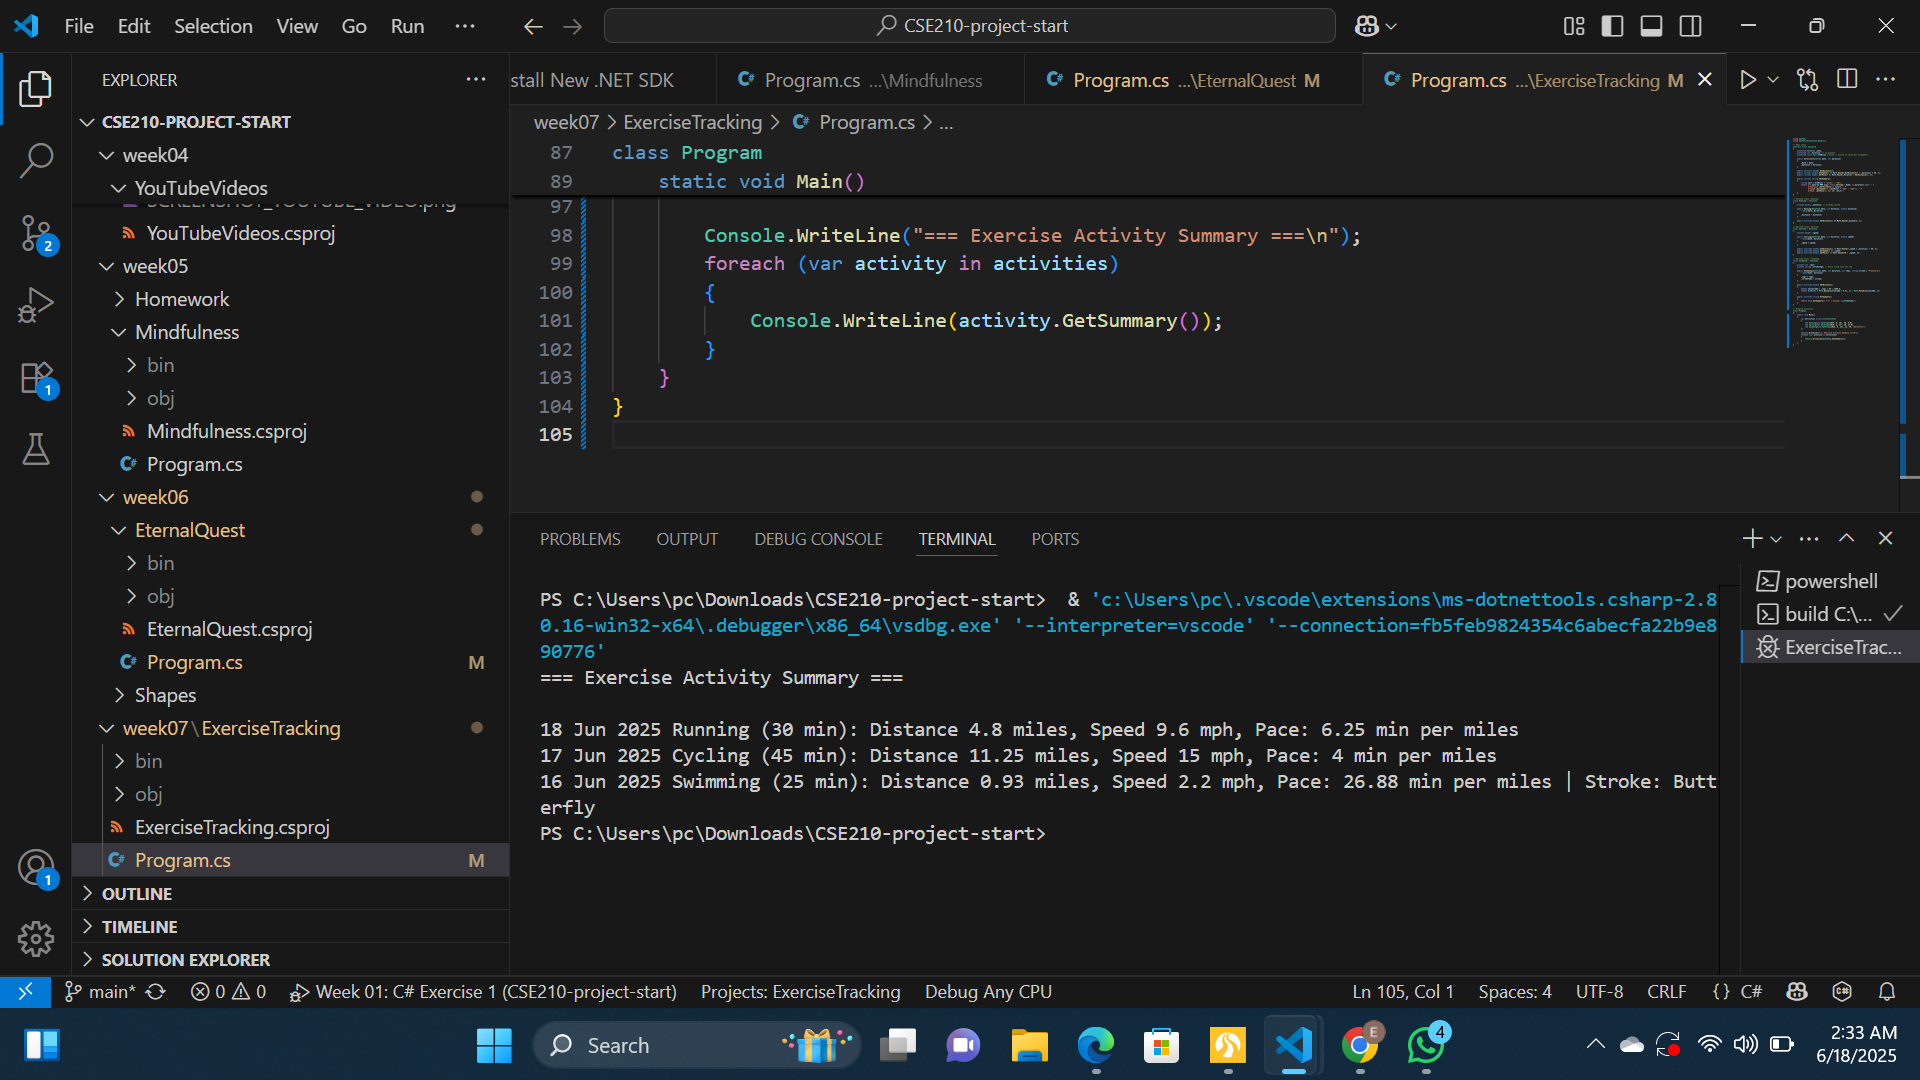 File Edit Selection View Go Run ···
CSE210-project-start
EXPLORER
CSE210-PROJECT-START
week04
YouTubeVideos
SCREENSHOT_YOUTUBE_VIDEO.png
YouTubeVideos.csproj
week05
Homework
Mindfulness
bin
obj
Mindfulness.csproj
Program.cs
week06
EternalQuest
bin
obj
EternalQuest.csproj
Program.cs M
Shapes
week07\ExerciseTracking
bin
obj
ExerciseTracking.csproj
Program.cs M
OUTLINE
TIMELINE
SOLUTION EXPLORER
2
1
1
stall New .NET SDK
Program.cs ...\Mindfulness
Program.cs ...\EternalQuest M
Program.cs ...\ExerciseTracking M
week07 > ExerciseTracking > Program.cs > ...
87 class Program
89 static void Main()
97
98 Console.WriteLine("=== Exercise Activity Summary ===\n");
99 foreach (var activity in activities)
100 {
101 Console.WriteLine(activity.GetSummary());
102 }
103 }
104 }
105
PROBLEMS OUTPUT DEBUG CONSOLE TERMINAL PORTS
PS C:\Users\pc\Downloads\CSE210-project-start>  & 'c:\Users\pc\.vscode\extensions\ms-dotnettools.csharp-2.8
0.16-win32-x64\.debugger\x86_64\vsdbg.exe' '--interpreter=vscode' '--connection=fb5feb9824354c6abecfa22b9e8
90776'
=== Exercise Activity Summary ===
18 Jun 2025 Running (30 min): Distance 4.8 miles, Speed 9.6 mph, Pace: 6.25 min per miles
17 Jun 2025 Cycling (45 min): Distance 11.25 miles, Speed 15 mph, Pace: 4 min per miles
16 Jun 2025 Swimming (25 min): Distance 0.93 miles, Speed 2.2 mph, Pace: 26.88 min per miles | Stroke: Butt
erfly
PS C:\Users\pc\Downloads\CSE210-project-start>
powershell
build C:\...
ExerciseTrac...
main* 0 0 Week 01: C# Exercise 1 (CSE210-project-start) Projects: ExerciseTracking Debug Any CPU
Ln 105, Col 1 Spaces: 4 UTF-8 CRLF {} C#
Search
E
4
2:33 AM
6/18/2025